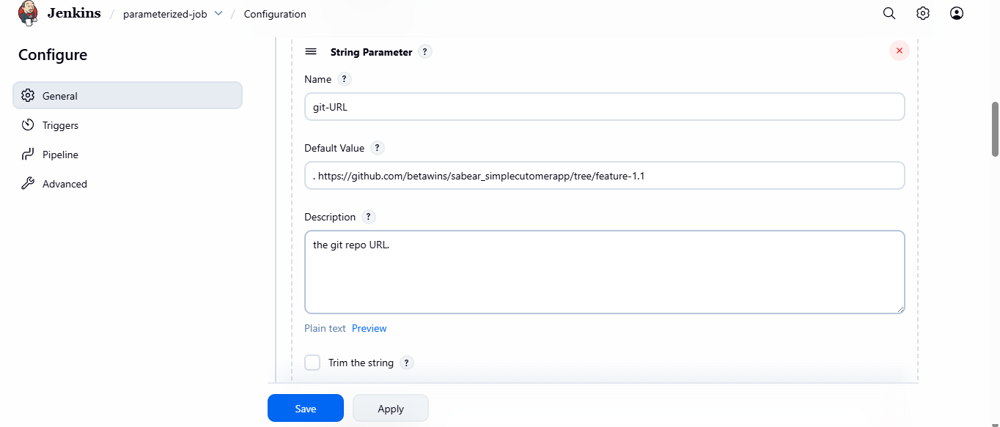 Jenkins / parameterized-job / Configuration
Configure
General
Triggers
Pipeline
Advanced
String Parameter ?
Name ?
git-URL
Default Value ?
. https://github.com/betawins/sabear_simplecutomerapp/tree/feature-1.1
Description ?
the git repo URL.
Plain text Preview
Trim the string ?
Save Apply